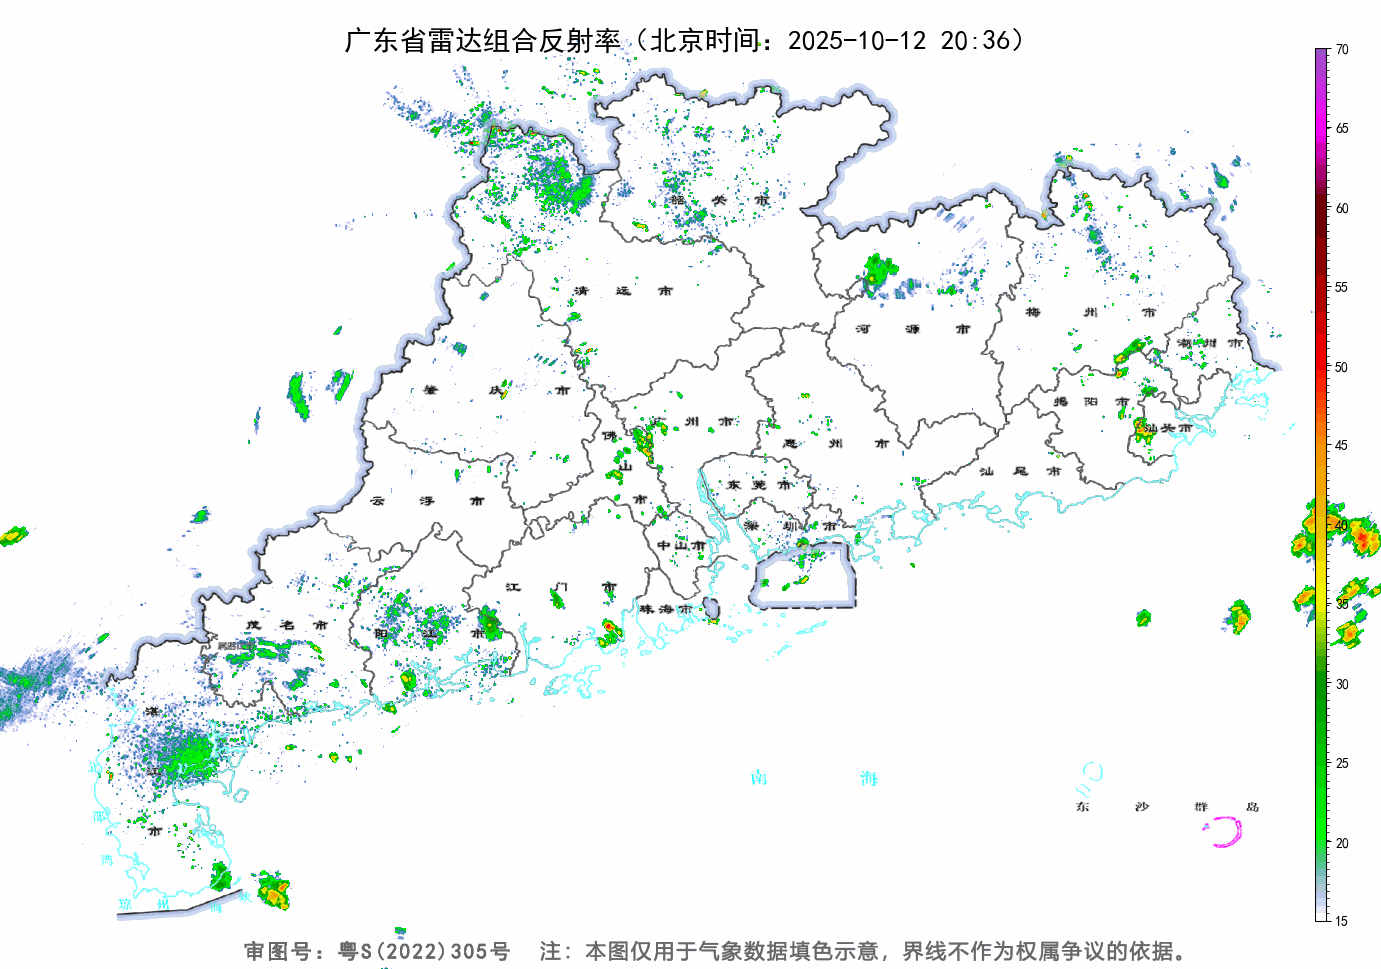 广东省雷达组合反射率（北京时间：2025-10-12 20:36）
70
65
60
55
50
45
40
35
30
25
20
15
韶关市
清远市
河源市
梅州市
潮州市
肇庆市
广州市
佛山市
惠州市
揭阳市
汕头市
汕尾市
云浮市
东莞市
深圳市
中山市
江门市
珠海市
茂名市
阳江市
湛江市
北部湾
琼州海峡
南海
东沙群岛
审图号：粤S(2022)305号 注：本图仅用于气象数据填色示意，界线不作为权属争议的依据。